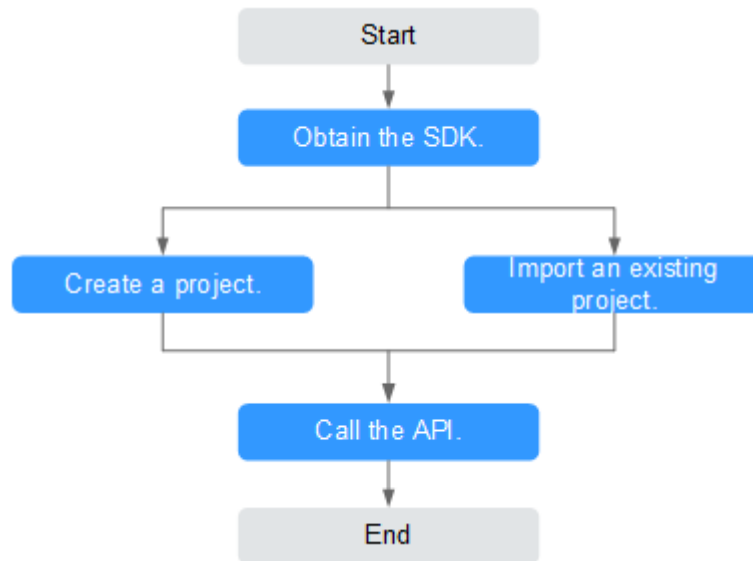 Start
Obtain the SDK.
Create a project.
Import an existing
project.
Call the API.
End